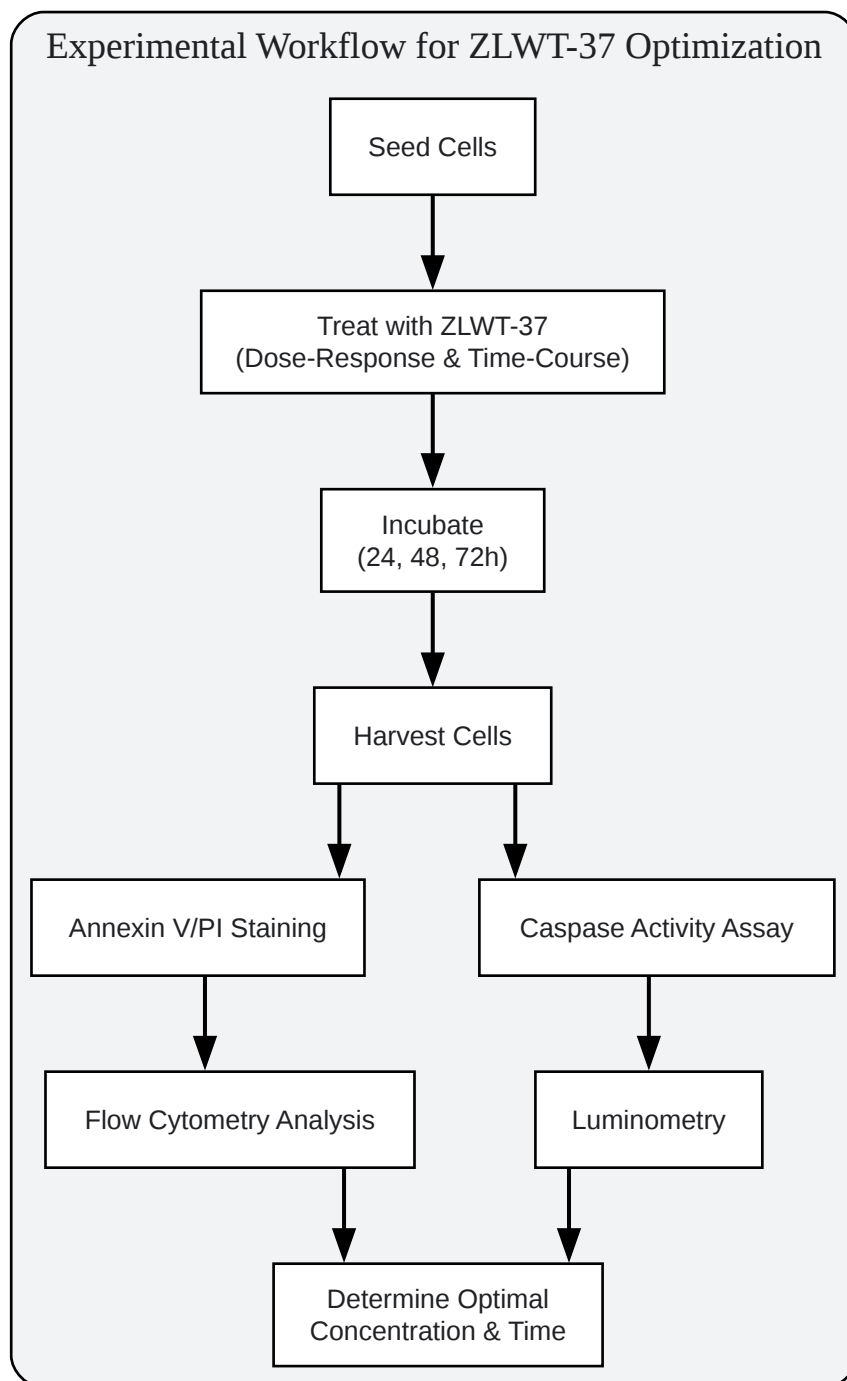 Experimental Workflow for ZLWT-37 Optimization
Seed Cells
Treat with ZLWT-37
(Dose-Response & Time-Course)
Incubate
(24, 48, 72h)
Harvest Cells
Annexin V/PI Staining
Caspase Activity Assay
Flow Cytometry Analysis
Luminometry
Determine Optimal
Concentration & Time